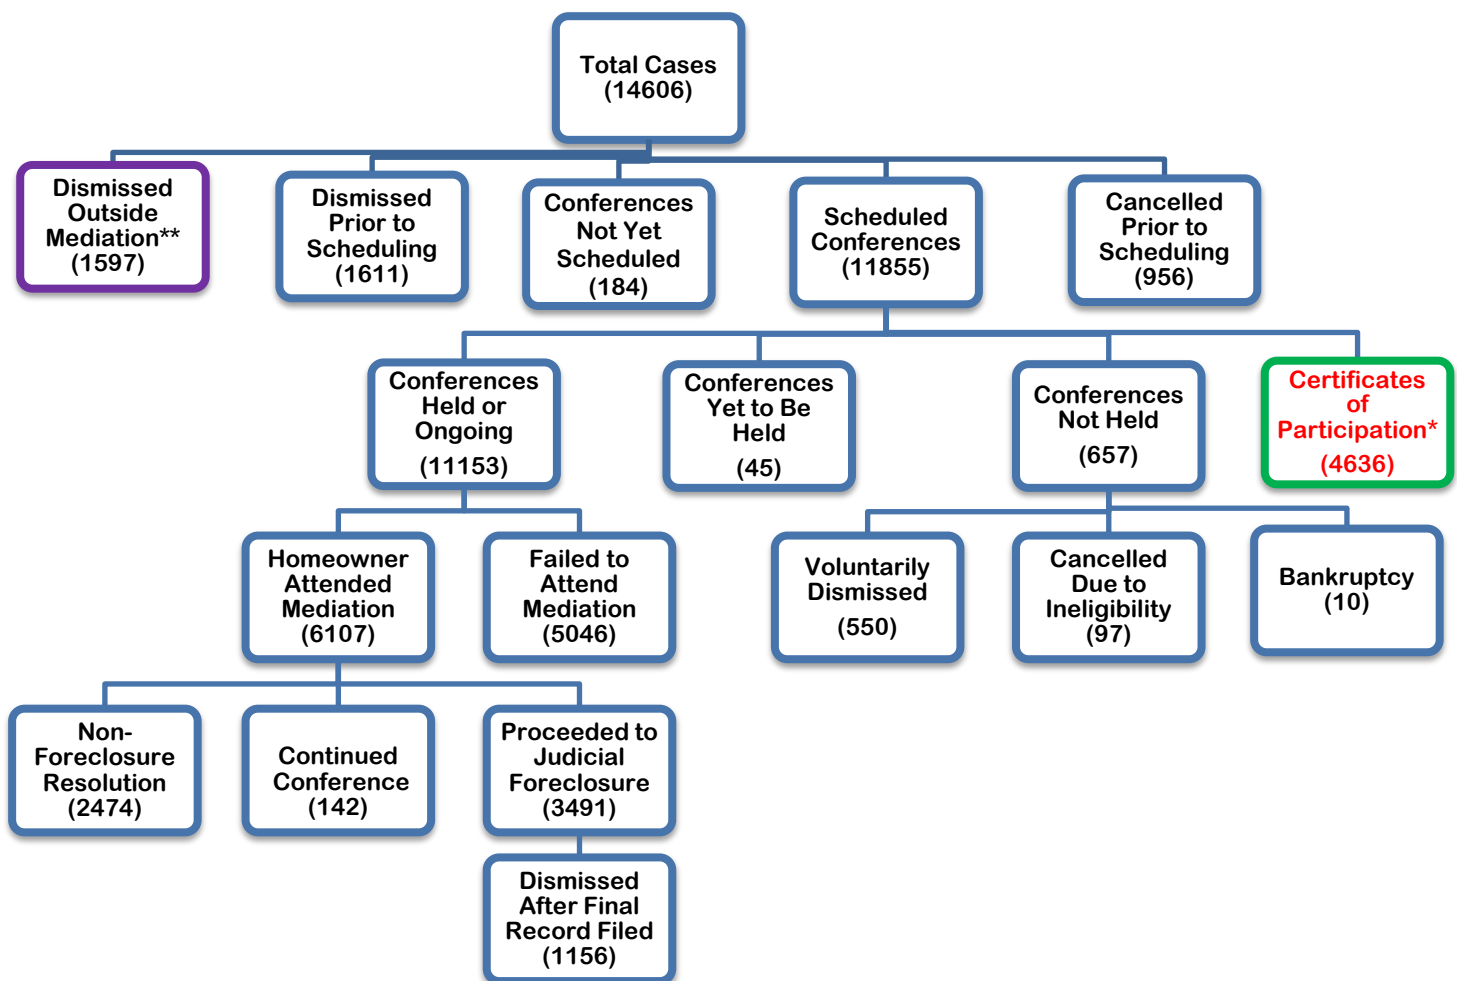 Total Cases
(14606)
Dismissed
Outside
Mediation**
(1597)
Dismissed
Prior to
Scheduling
(1611)
Conferences
Not Yet
Scheduled
(184)
Scheduled
Conferences
(11855)
Cancelled
Prior to
Scheduling
(956)
Conferences
Held or
Ongoing
(11153)
Conferences
Yet to Be
Held
(45)
Conferences
Not Held
(657)
Certificates
of
Participation*
(4636)
Homeowner
Attended
Mediation
(6107)
Failed to
Attend
Mediation
(5046)
Voluntarily
Dismissed
(550)
Cancelled
Due to
Ineligibility
(97)
Bankruptcy
(10)
Non-
Foreclosure
Resolution
(2474)
Continued
Conference
(142)
Proceeded to
Judicial
Foreclosure
(3491)
Dismissed
After Final
Record Filed
(1156)